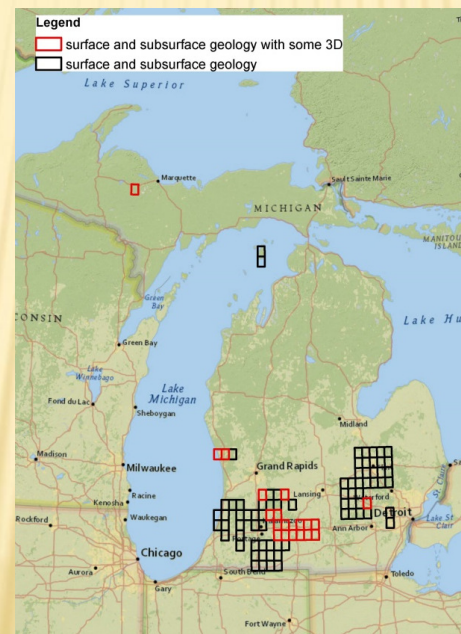 Legend
surface and subsurface geology with some 3D
surface and subsurface geology
Lake Superior
Marquette
Sault Sainte Marie
MICHIGAN
MANITOU
ISLAND
Green
Bay
CONSIN
Green Bay
Lake Hu
Lake
Winnebago
Lake
Michigan
Fond du Lac
Sheboygan
Midland
Madison
Milwaukee
Grand Rapids
Racine
Lansing
Kenosha
Waukegan
Rockford
Detroit
St. Clair
Ann Arbor
Lake St
Clair
Chicago
Aurora
South Bend
Toledo
Gary
Fort Wayne